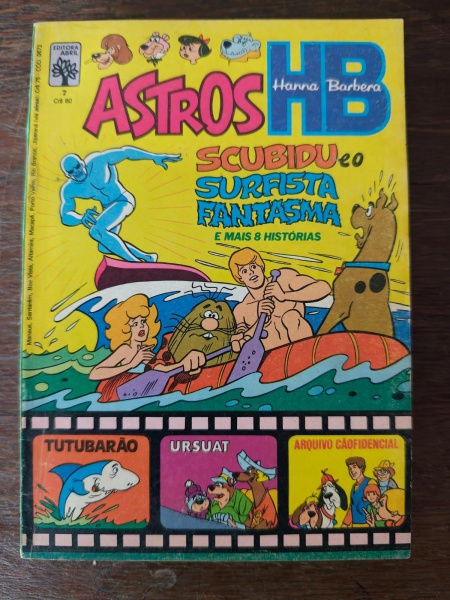 EDITORA
ABRIL
7
Cr$ 60
ASTROS
HB
Hanna Barbera
SCUBIDU e o
SURFISTA
FANTASMA
E MAIS 8 HISTÓRIAS
TUTUBARÃO
URSUAT
ARQUIVO CÃOFIDENCIAL